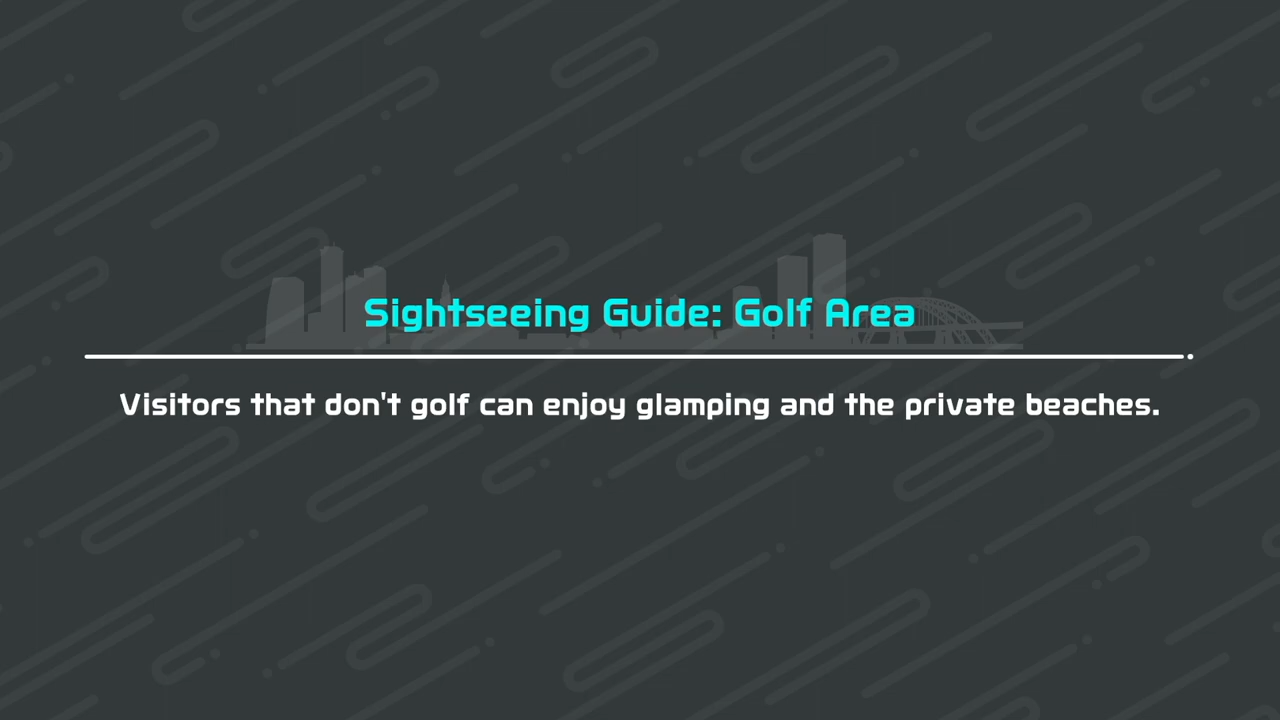 Sightseeing Guide: Golf Area
Visitors that don't golf can enjoy glamping and the private beaches.